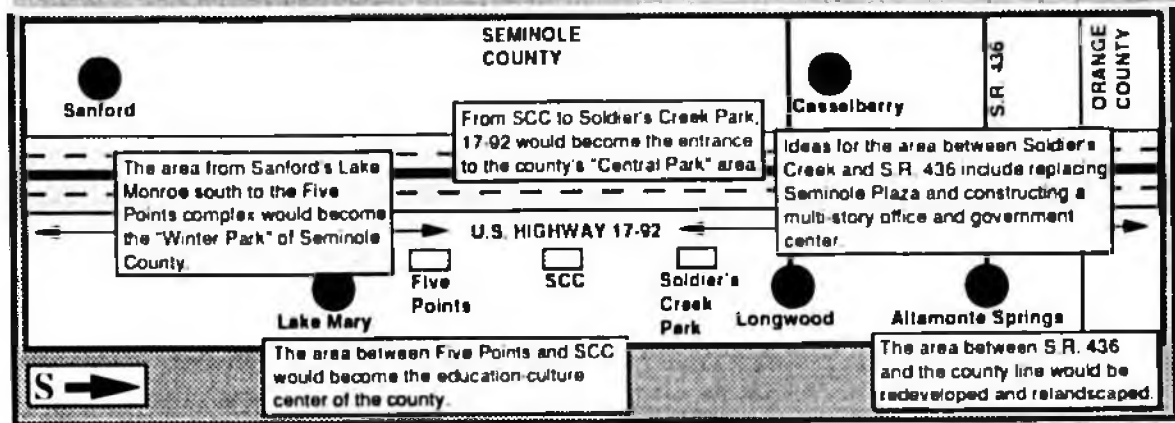 SEMINOLE
COUNTY
S.R. 436
ORANGE
COUNTY
Sanford
Casselberry
From SCC to Soldier's Creek Park,
17-92 would become the entrance
to the county's "Central Park" area
The area from Sanford's Lake
Monroe south to the Five
Points complex would become
the "Winter Park" of Seminole
County.
Ideas for the area between Soldier's
Creek and S.R. 436 include replacing
Seminole Plaza and constructing a
multi-story office and government
center.
U.S. HIGHWAY 17-92
Five
Points
SCC
Soldier's
Creek
Park
Lake Mary
Longwood
Altamonte Springs
The area between Five Points and SCC
would become the education-culture
center of the county.
The area between S.R. 436
and the county line would be
redeveloped and relandscaped.
S